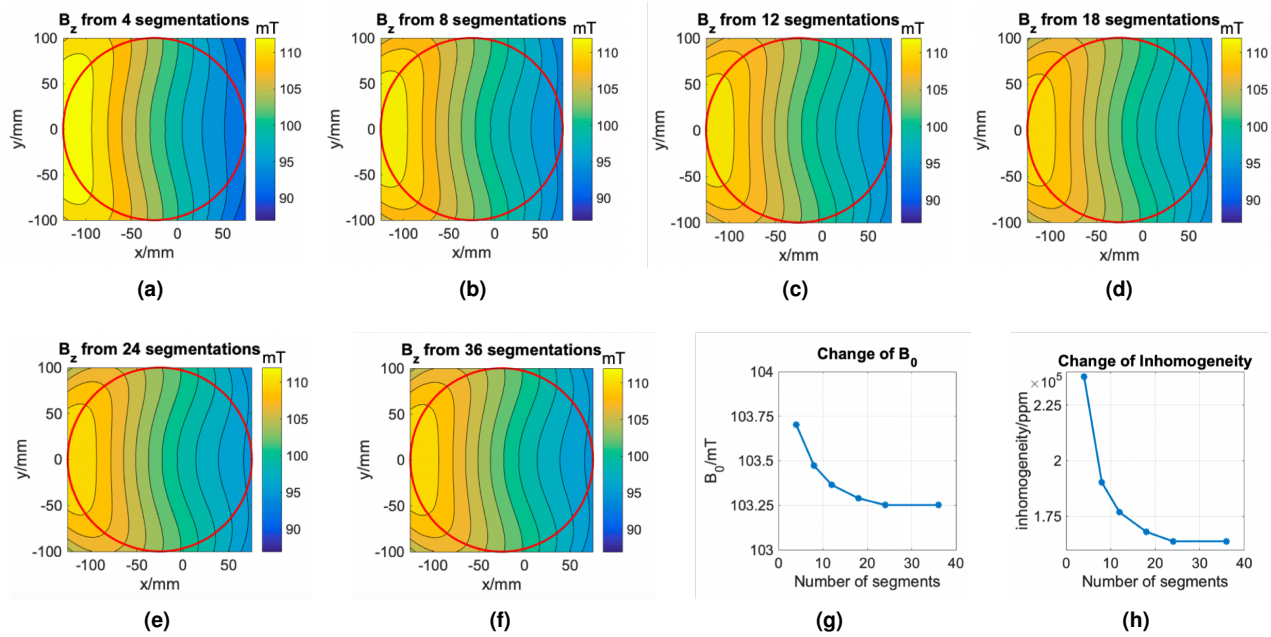 B_z from 4 segmentations
mT
100
50
0
-50
-100
y/mm
-100 -50 0 50
x/mm
110
105
100
95
90
(a)
B_z from 8 segmentations
mT
100
50
0
-50
-100
y/mm
-100 -50 0 50
x/mm
110
105
100
95
90
(b)
B_z from 12 segmentations
mT
100
50
0
-50
-100
y/mm
-100 -50 0 50
x/mm
110
105
100
95
90
(c)
B_z from 18 segmentations
mT
100
50
0
-50
-100
y/mm
-100 -50 0 50
x/mm
110
105
100
95
90
(d)
B_z from 24 segmentations
mT
100
50
0
-50
-100
y/mm
-100 -50 0 50
x/mm
110
105
100
95
90
(e)
B_z from 36 segmentations
mT
100
50
0
-50
-100
y/mm
-100 -50 0 50
x/mm
110
105
100
95
90
(f)
Change of B_0
104
103.75
103.5
103.25
103
B_0/mT
0 10 20 30 40
Number of segments
(g)
Change of Inhomogeneity
×10^5
2.25
2
1.75
inhomogeneity/ppm
0 10 20 30 40
Number of segments
(h)